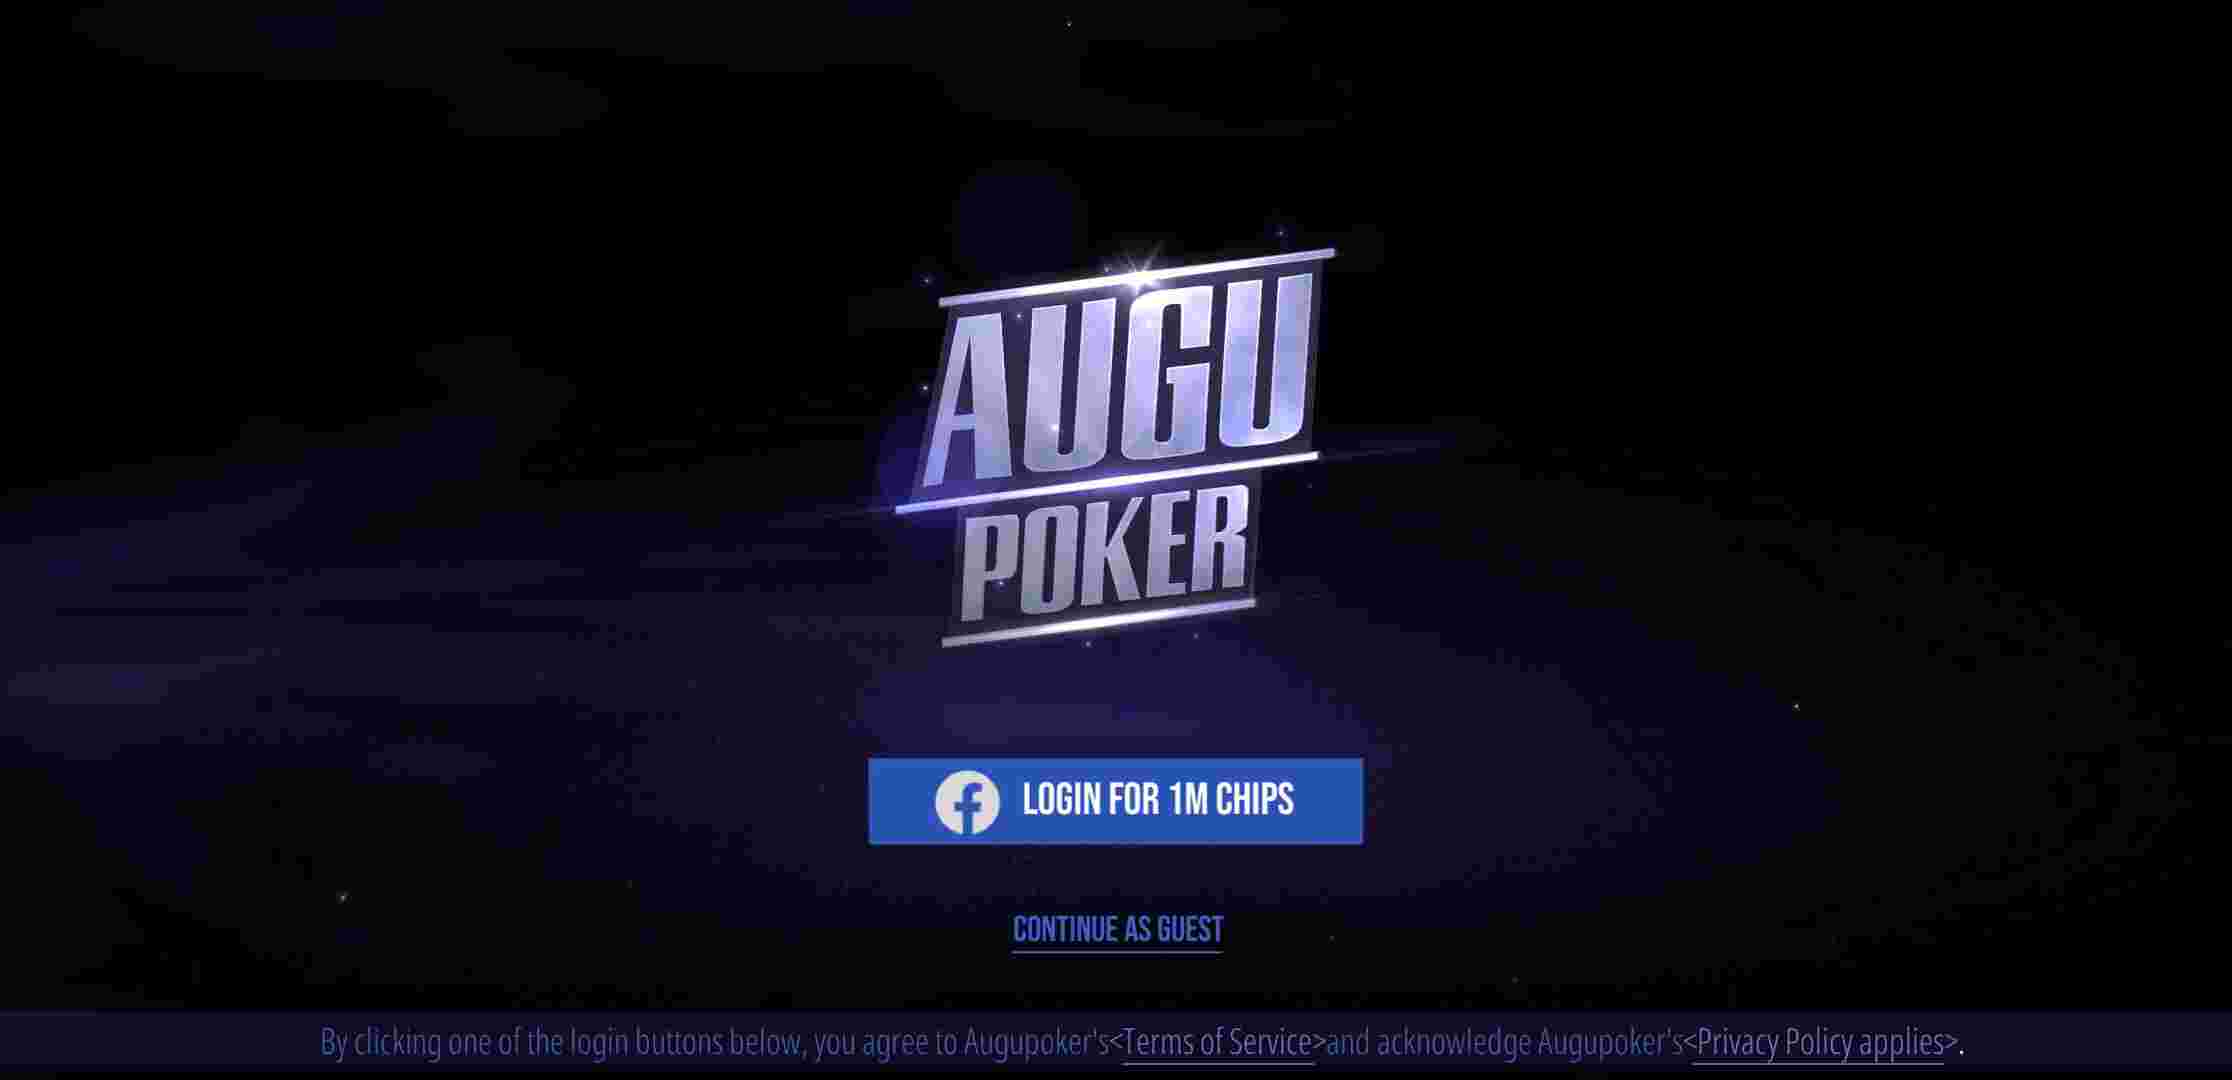 AUGU
POKER
LOGIN FOR 1M CHIPS
CONTINUE AS GUEST
By clicking one of the login buttons below, you agree to Augupoker's<Terms of Service>and acknowledge Augupoker's<Privacy Policy applies>.